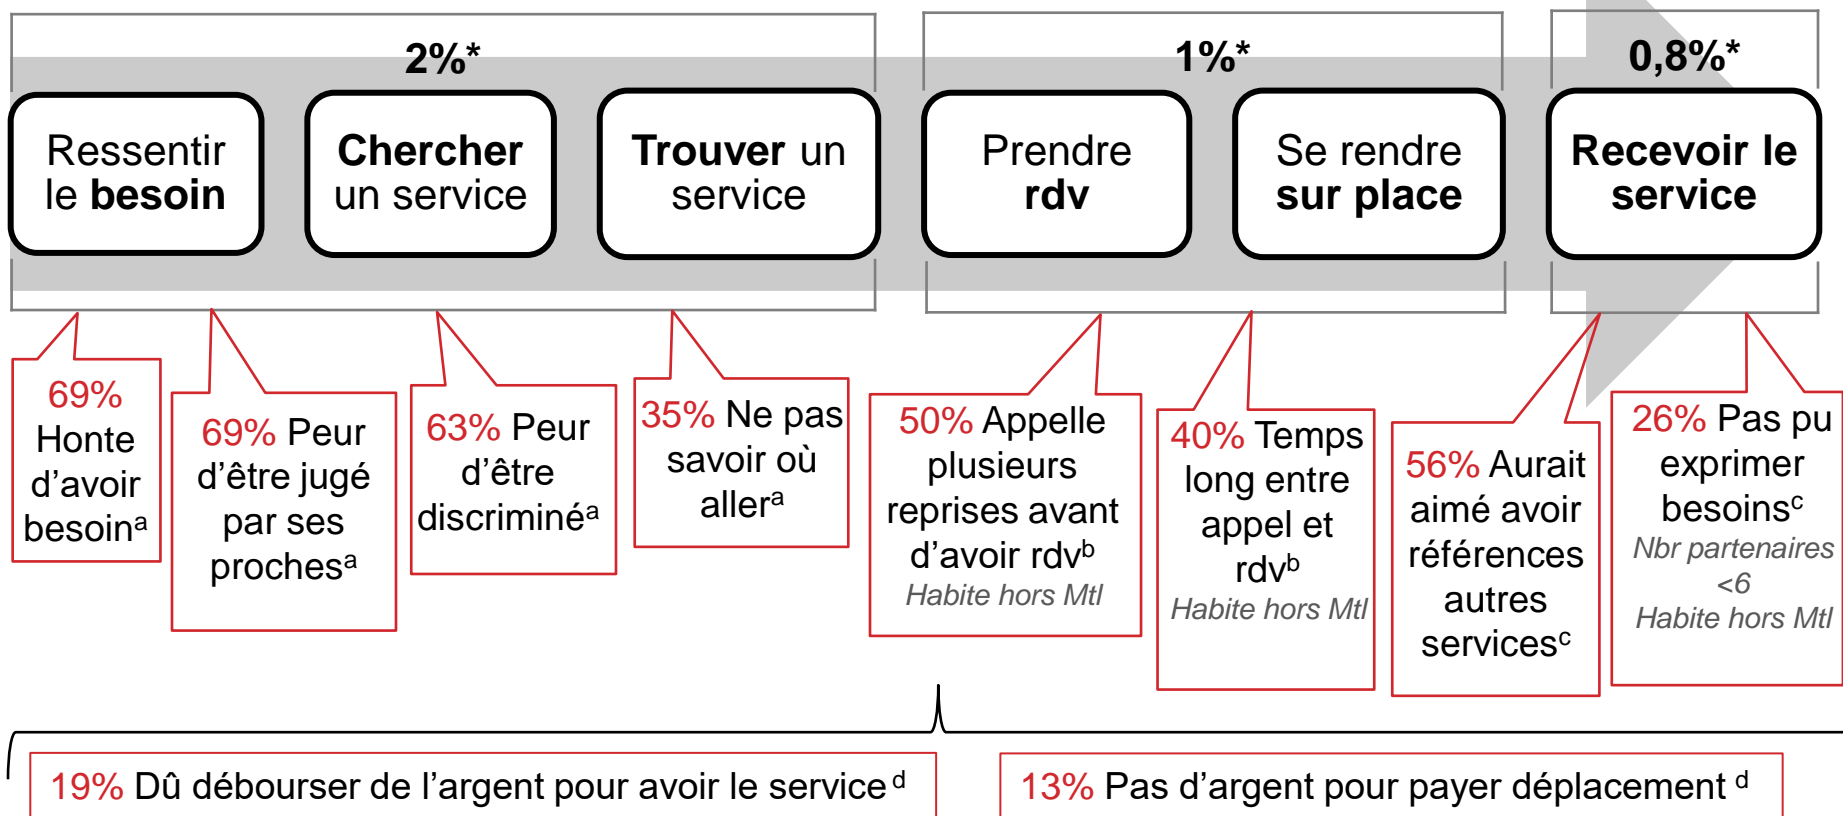 2%*
1%*
0,8%*
Ressentir
le besoin
Chercher
un service
Trouver un
service
Prendre
rdv
Se rendre
sur place
Recevoir le
service
69%
Honte
d'avoir
besoinᵃ
69% Peur
d'être jugé
par ses
prochesᵃ
63% Peur
d'être
discriminéᵃ
35% Ne pas
savoir où
allerᵃ
50% Appelle
plusieurs
reprises avant
d'avoir rdvᵇ
Habite hors Mtl
40% Temps
long entre
appel et
rdvᵇ
Habite hors Mtl
56% Aurait
aimé avoir
références
autres
servicesᶜ
26% Pas pu
exprimer
besoinsᶜ
Nbr partenaires
<6
Habite hors Mtl
19% Dû débourser de l'argent pour avoir le service ᵈ
13% Pas d'argent pour payer déplacement ᵈ